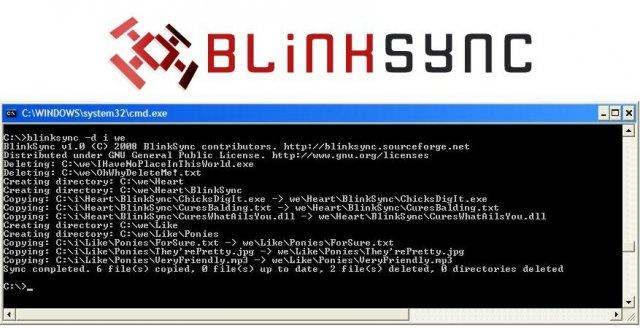 BLiNKSYNC
C:\WINDOWS\system32\cmd.exe
C:\>blinksync -d i we
BlinkSync v1.0 (C) 2008 BlinkSync contributors. http://blinksync.sourceforge.net
Distributed under GNU General Public License. http://www.gnu.org/licenses
Deleting: C:\we\IHaveNoPlaceInThisWorld.exe
Deleting: C:\we\OhWhyDeleteMe!.txt
Creating directory: C:\we\Heart
Creating directory: C:\we\Heart\BlinkSync
Copying: C:\i\Heart\BlinkSync\ChicksDigIt.exe -> we\Heart\BlinkSync\ChicksDigIt.exe
Copying: C:\i\Heart\BlinkSync\CuresBalding.txt -> we\Heart\BlinkSync\CuresBalding.txt
Copying: C:\i\Heart\BlinkSync\CuresWhatAilsYou.dll -> we\Heart\BlinkSync\CuresWhatAilsYou.dll
Creating directory: C:\we\Like
Creating directory: C:\we\Like\Ponies
Copying: C:\i\Like\Ponies\ForSure.txt -> we\Like\Ponies\ForSure.txt
Copying: C:\i\Like\Ponies\They'rePretty.jpg -> we\Like\Ponies\They'rePretty.jpg
Copying: C:\i\Like\Ponies\VeryFriendly.mp3 -> we\Like\Ponies\VeryFriendly.mp3
Sync completed. 6 file(s) copied, 0 file(s) up to date, 2 file(s) deleted, 0 directories deleted
C:\>_